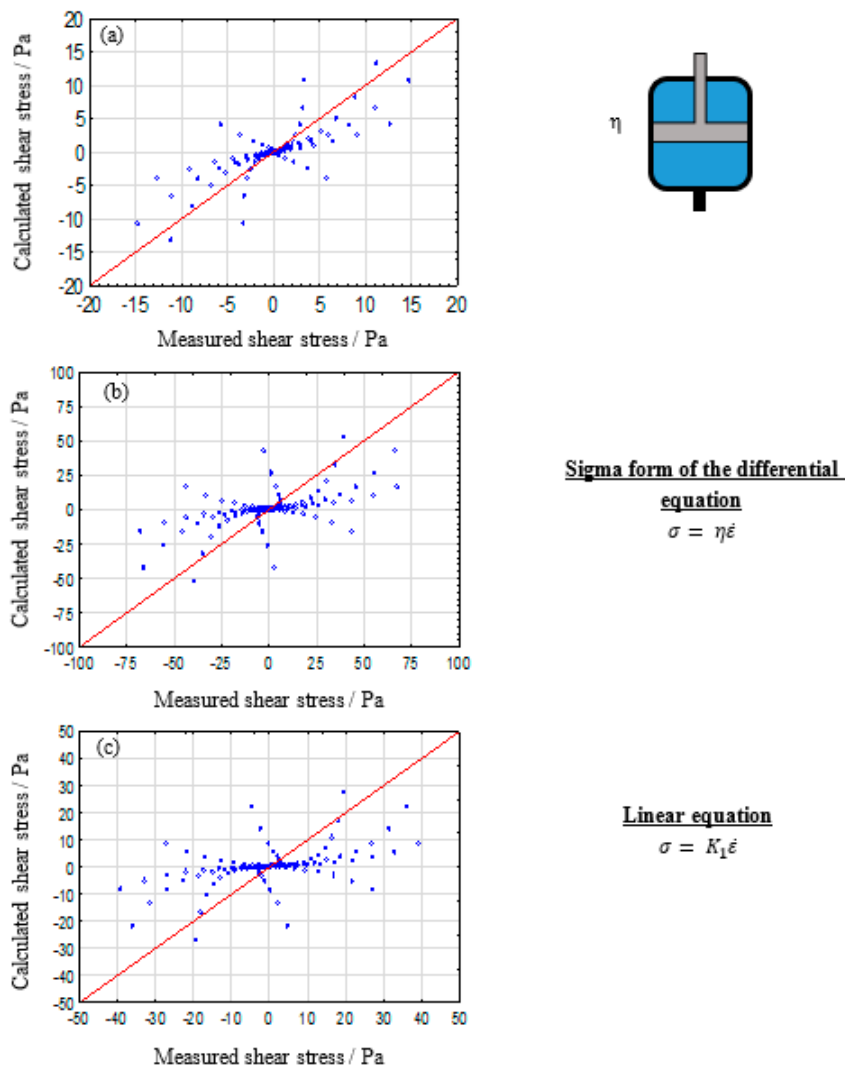 (a)
20
15
10
5
0
-5
-10
-15
-20
Calculated shear stress / Pa
-20 -15 -10 -5 0 5 10 15 20
Measured shear stress / Pa
η
(b)
100
75
50
25
0
-25
-50
-75
-100
Calculated shear stress / Pa
-100 -75 -50 -25 0 25 50 75 100
Measured shear stress / Pa
Sigma form of the differential
equation
σ = ηε̇
(c)
50
40
30
20
10
0
-10
-20
-30
-40
-50
Calculated shear stress / Pa
-50 -40 -30 -20 -10 0 10 20 30 40 50
Measured shear stress / Pa
Linear equation
σ = K₁ε̇